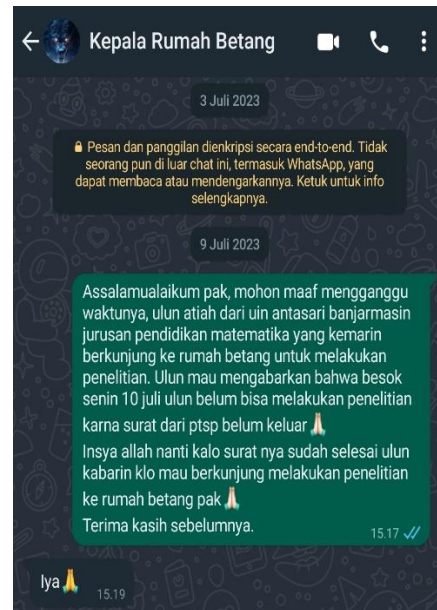 Kepala Rumah Betang
3 Juli 2023
Pesan dan panggilan dienkripsi secara end-to-end. Tidak
seorang pun di luar chat ini, termasuk WhatsApp, yang
dapat membaca atau mendengarkannya. Ketuk untuk info
selengkapnya.
9 Juli 2023
Assalamualaikum pak, mohon maaf mengganggu
waktunya, ulun atiah dari uin antasari banjarmasin
jurusan pendidikan matematika yang kemarin
berkunjung ke rumah betang untuk melakukan
penelitian. Ulun mau mengabarkan bahwa besok
senin 10 juli ulun belum bisa melakukan penelitian
karna surat dari ptsp belum keluar 🙏🏻
Insya allah nanti kalo surat nya sudah selesai ulun
kabarin klo mau berkunjung melakukan penelitian
ke rumah betang pak 🙏🏻
Terima kasih sebelumnya.
15.17
Iya 🙏
15.19